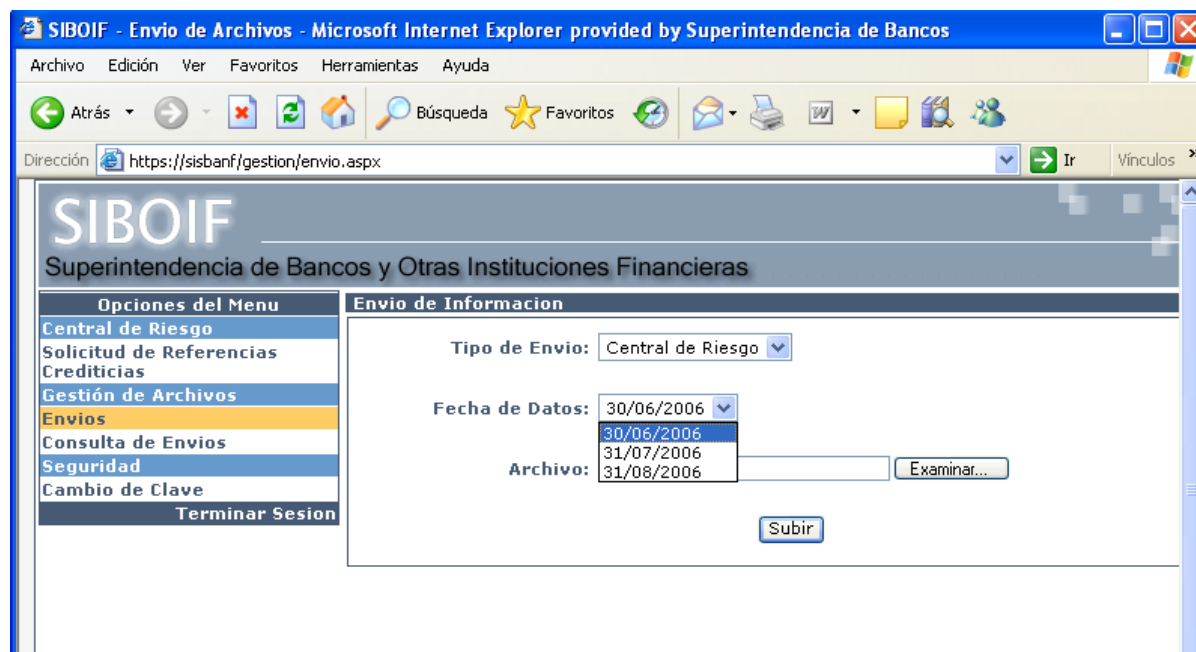 SIBOIF - Envio de Archivos - Microsoft Internet Explorer provided by Superintendencia de Bancos
Archivo Edición Ver Favoritos Herramientas Ayuda
Atrás Búsqueda Favoritos
Dirección https://sisbanf/gestion/envio.aspx Ir Vínculos »
SIBOIF
Superintendencia de Bancos y Otras Instituciones Financieras
Opciones del Menu
Central de Riesgo
Solicitud de Referencias
Crediticias
Gestión de Archivos
Envios
Consulta de Envios
Seguridad
Cambio de Clave
Terminar Sesion
Envio de Informacion
Tipo de Envio: Central de Riesgo
Fecha de Datos: 30/06/2006
30/06/2006
31/07/2006
31/08/2006
Archivo: Examinar...
Subir